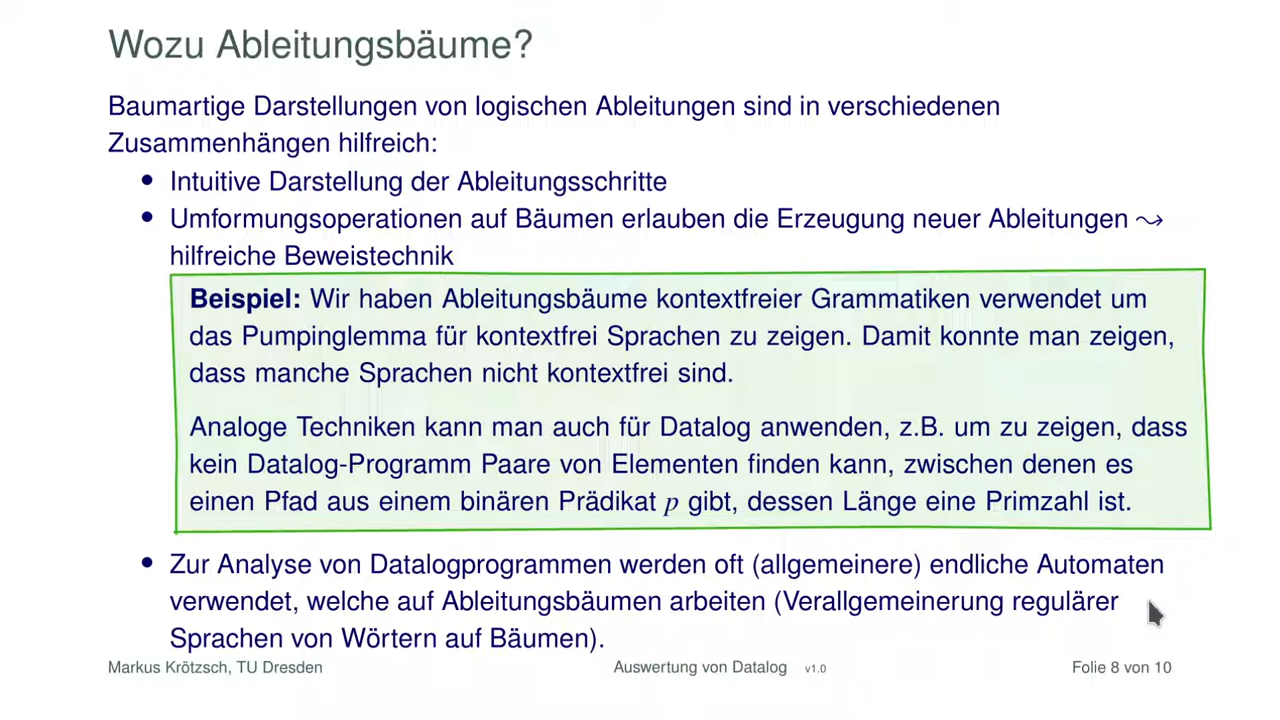 Wozu Ableitungsbäume?
Baumartige Darstellungen von logischen Ableitungen sind in verschiedenen
Zusammenhängen hilfreich:
• Intuitive Darstellung der Ableitungsschritte
• Umformungsoperationen auf Bäumen erlauben die Erzeugung neuer Ableitungen ⤳
hilfreiche Beweistechnik
Beispiel: Wir haben Ableitungsbäume kontextfreier Grammatiken verwendet um
das Pumpinglemma für kontextfrei Sprachen zu zeigen. Damit konnte man zeigen,
dass manche Sprachen nicht kontextfrei sind.
Analoge Techniken kann man auch für Datalog anwenden, z.B. um zu zeigen, dass
kein Datalog-Programm Paare von Elementen finden kann, zwischen denen es
einen Pfad aus einem binären Prädikat p gibt, dessen Länge eine Primzahl ist.
• Zur Analyse von Datalogprogrammen werden oft (allgemeinere) endliche Automaten
verwendet, welche auf Ableitungsbäumen arbeiten (Verallgemeinerung regulärer
Sprachen von Wörtern auf Bäumen).
Markus Krötzsch, TU Dresden Auswertung von Datalog v1.0 Folie 8 von 10